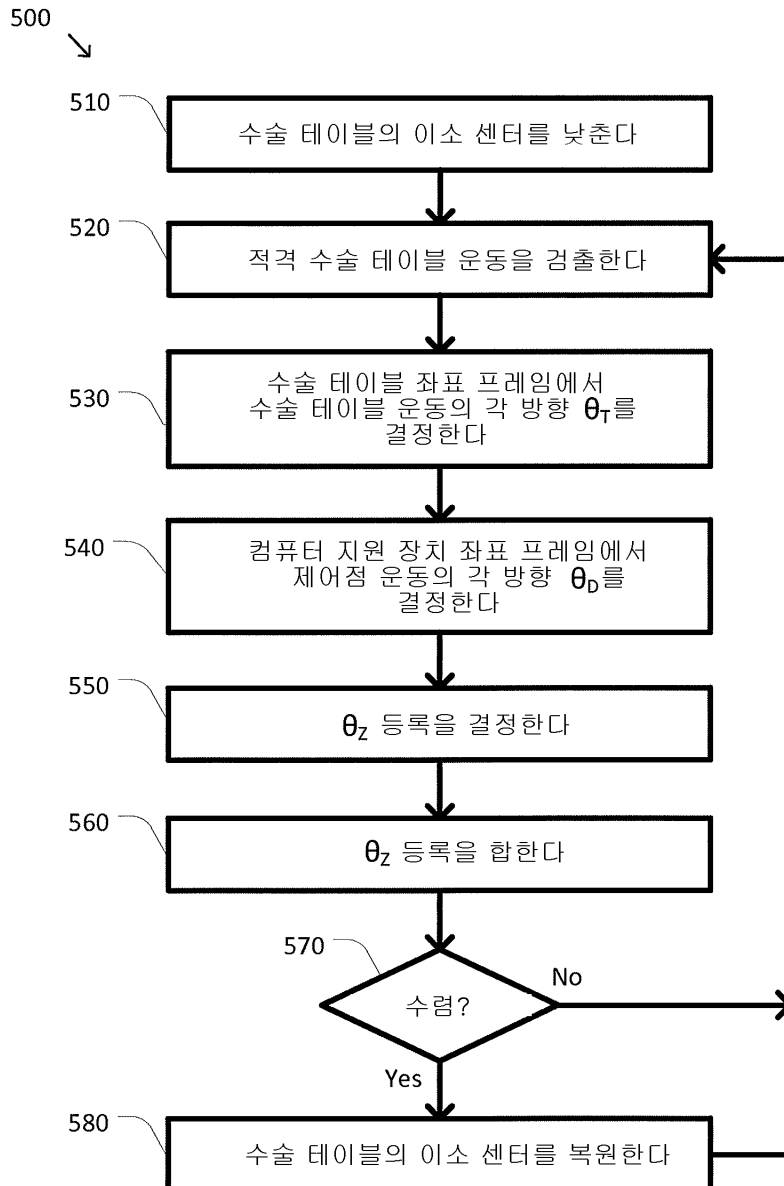 500
510
수술 테이블의 이소 센터를 낮춘다
520
적격 수술 테이블 운동을 검출한다
530
수술 테이블 좌표 프레임에서
수술 테이블 운동의 각 방향 θT를
결정한다
540
컴퓨터 지원 장치 좌표 프레임에서
제어점 운동의 각 방향 θD를
결정한다
550
θZ 등록을 결정한다
560
θZ 등록을 합한다
570
수렴?
No
Yes
580
수술 테이블의 이소 센터를 복원한다